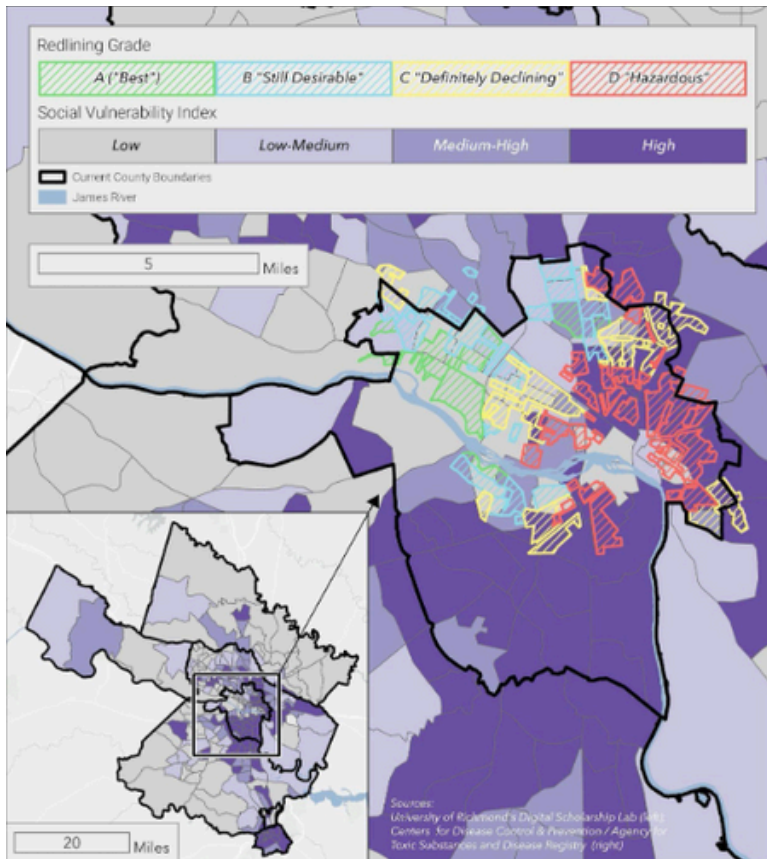 Redlining Grade
A ("Best")
B "Still Desirable"
C "Definitely Declining"
D "Hazardous"
Social Vulnerability Index
Low
Low-Medium
Medium-High
High
Current County Boundaries
James River
5 Miles
20 Miles
Sources:
University of Richmond's Digital Scholarship Lab (left)
Centers for Disease Control & Prevention / Agency for
Toxic Substances and Disease Registry (right)